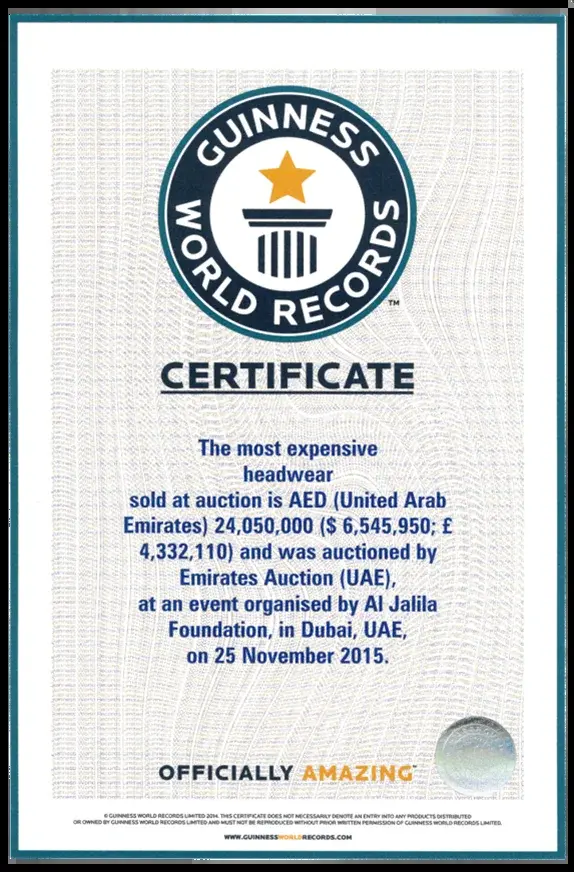 GUINNESS
WORLD RECORDS
TM
CERTIFICATE
The most expensive
headwear
sold at auction is AED (United Arab
Emirates) 24,050,000 ($ 6,545,950; £
4,332,110) and was auctioned by
Emirates Auction (UAE),
at an event organised by Al Jalila
Foundation, in Dubai, UAE,
on 25 November 2015.
OFFICIALLY AMAZING
© GUINNESS WORLD RECORDS LIMITED 2014. THIS CERTIFICATE DOES NOT NECESSARILY DENOTE AN ENTRY INTO ANY PRODUCTS DISTRIBUTED
OR OWNED BY GUINNESS WORLD RECORDS LIMITED AND MUST NOT BE REPRODUCED WITHOUT PRIOR WRITTEN PERMISSION OF GUINNESS WORLD RECORDS LIMITED.
WWW.GUINNESSWORLDRECORDS.COM